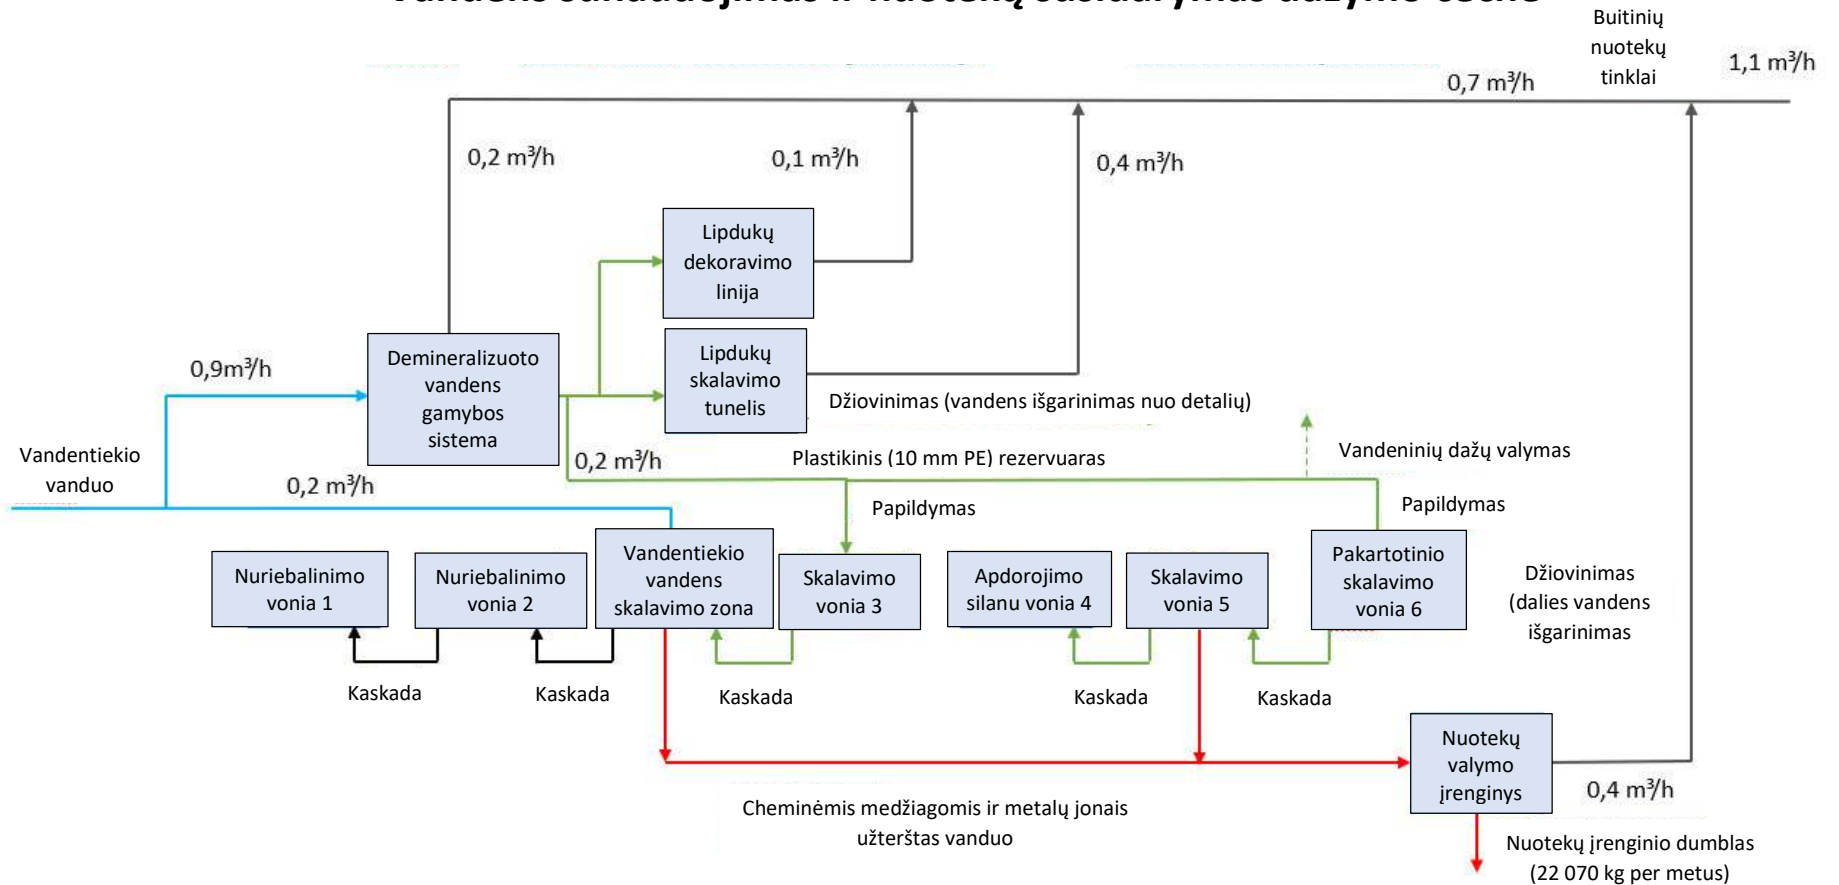 Buitinių
nuotekų
tinklai
1,1 m³/h
0,7 m³/h
0,2 m³/h
0,1 m³/h
0,4 m³/h
Lipdukų
dekoravimo
linija
Demineralizuoto
vandens
gamybos
sistema
Lipdukų
skalavimo
tunelis
0,9m³/h
Džiovinimas (vandens išgarinimas nuo detalių)
Vandentiekio
vanduo
0,2 m³/h
0,2 m³/h
Plastikinis (10 mm PE) rezervuaras
Vandeninių dažų valymas
Papildymas
Papildymas
Nuriebalinimo
vonia 1
Nuriebalinimo
vonia 2
Vandentiekio
vandens
skalavimo zona
Skalavimo
vonia 3
Apdorojimo
silanu vonia 4
Skalavimo
vonia 5
Pakartotinio
skalavimo
vonia 6
Džiovinimas
(dalies vandens
išgarinimas
Kaskada
Kaskada
Kaskada
Kaskada
Kaskada
Nuotekų
valymo
įrenginys
0,4 m³/h
Cheminėmis medžiagomis ir metalų jonais
užterštas vanduo
Nuotekų įrenginio dumblas
(22 070 kg per metus)